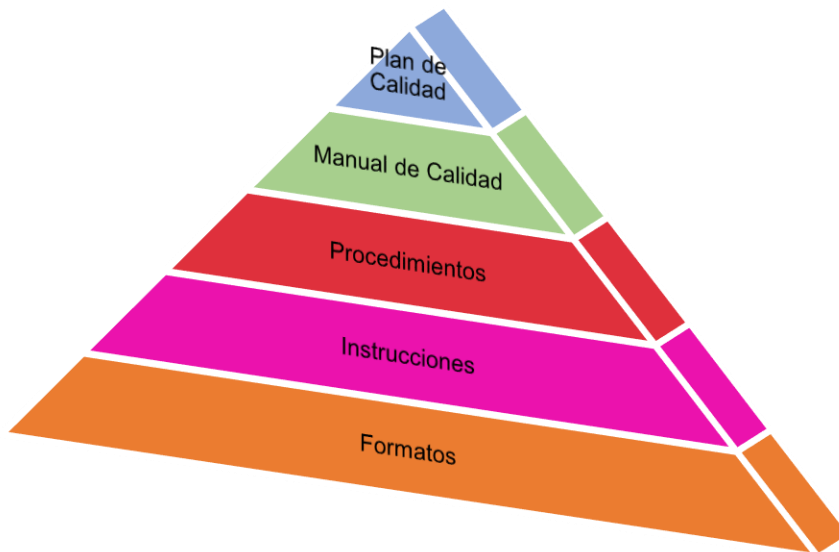 Plan de
Calidad
Manual de Calidad
Procedimientos
Instrucciones
Formatos